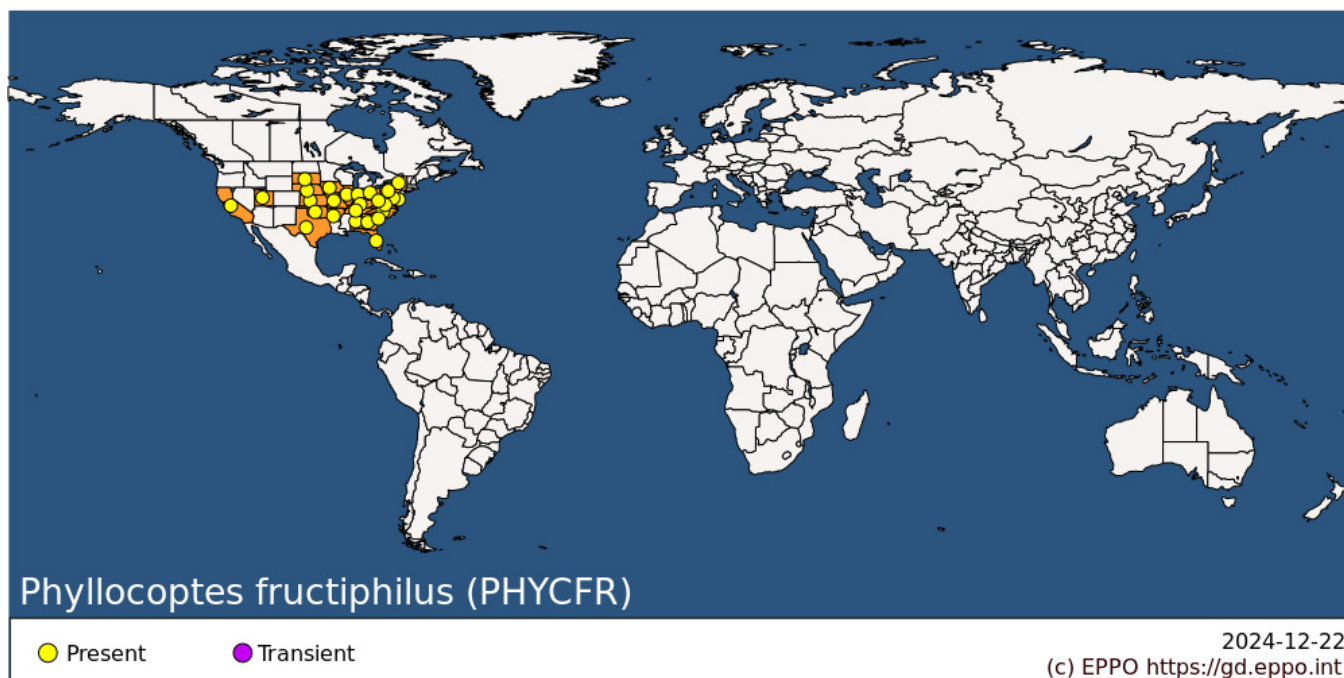 Phyllocoptes fructiphilus (PHYCFR)
Present
Transient
2024-12-22
(c) EPPO https://gd.eppo.int